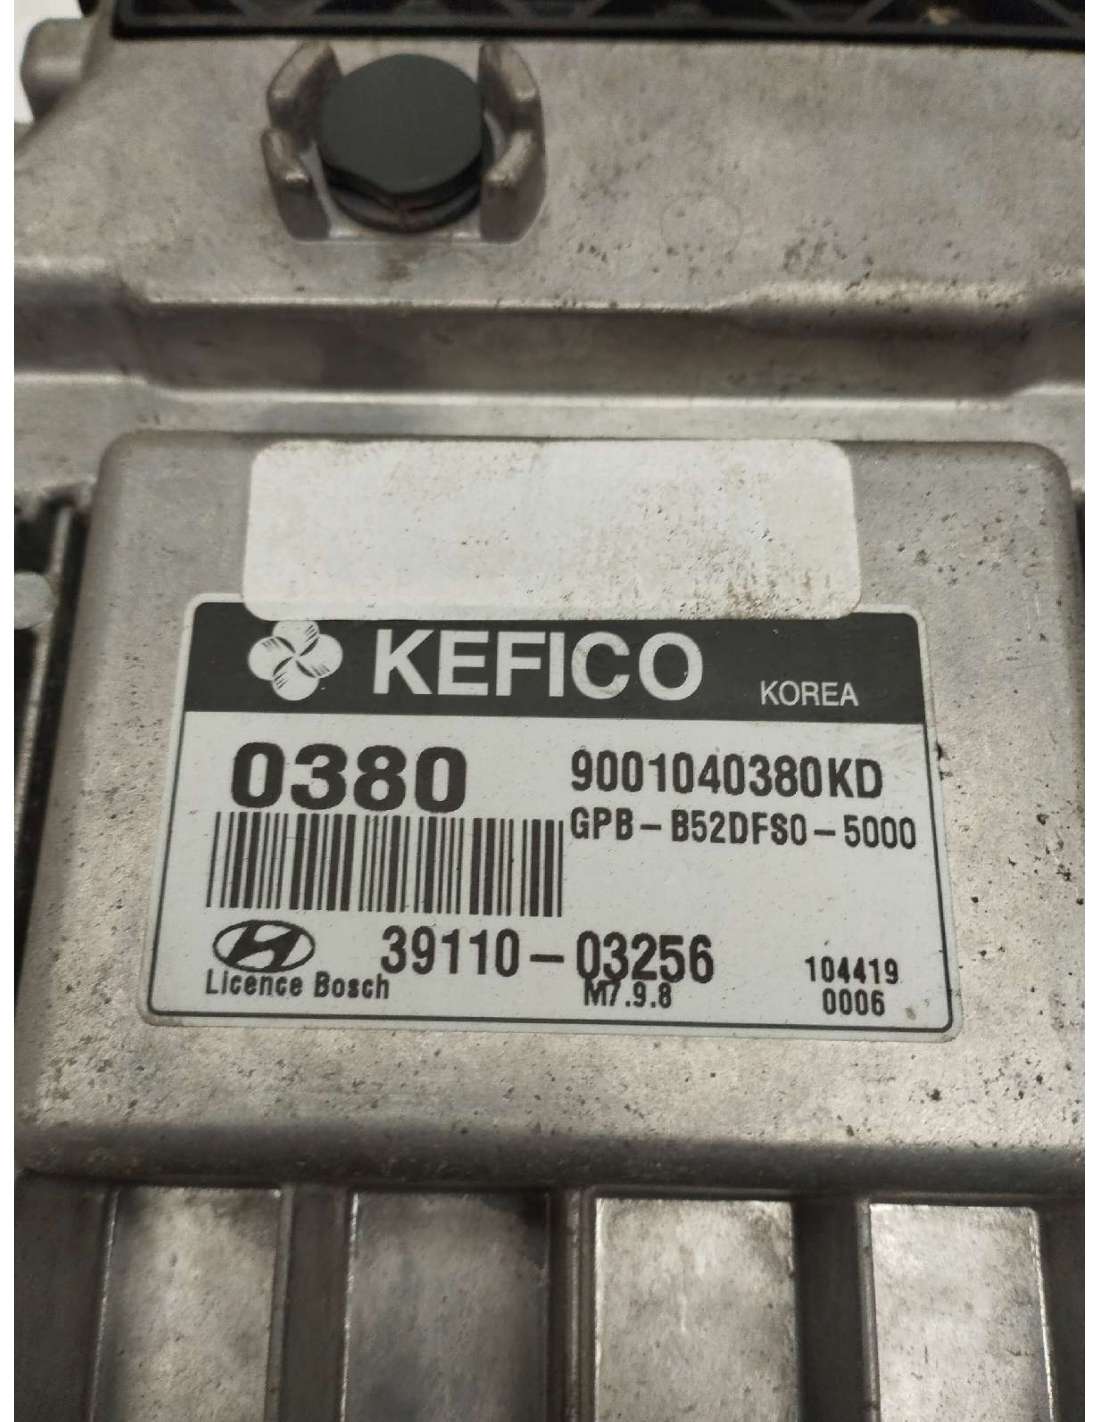 KEFICO KOREA
0380 9001040380KD
GPB-B52DFS0-5000
39110-03256 104419
Licence Bosch M7.9.8 0006